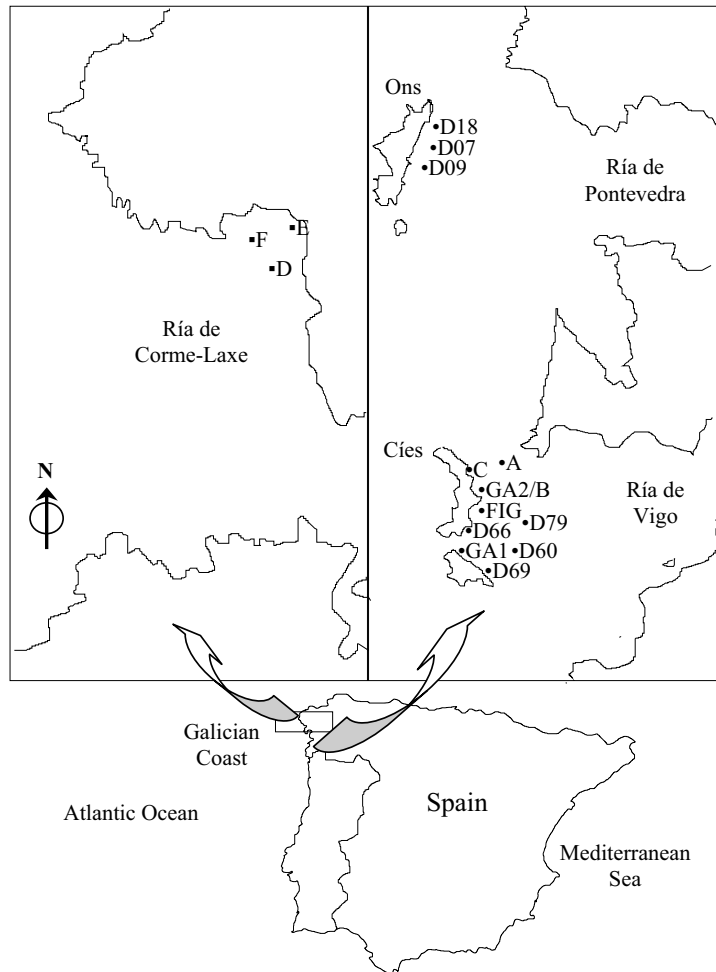 Ons
D18
D07
D09
Ría de
Pontevedra
E
F
D
Ría de
Corme-Laxe
N
Cíes
A
C
GA2/B
FIG
D79
D66
GA1
D60
D69
Ría de
Vigo
Galician
Coast
Atlantic Ocean
Spain
Mediterranean
Sea